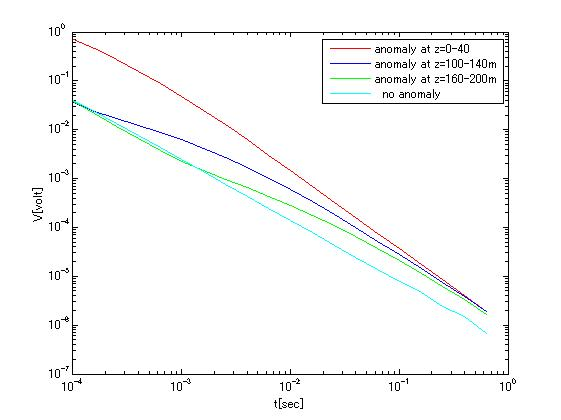 10^0
10^-1
10^-2
10^-3
10^-4
10^-5
10^-6
10^-7
V[volt]
anomaly at z=0-40
anomaly at z=100-140m
anomaly at z=160-200m
no anomaly
10^-4
10^-3
10^-2
10^-1
10^0
t[sec]